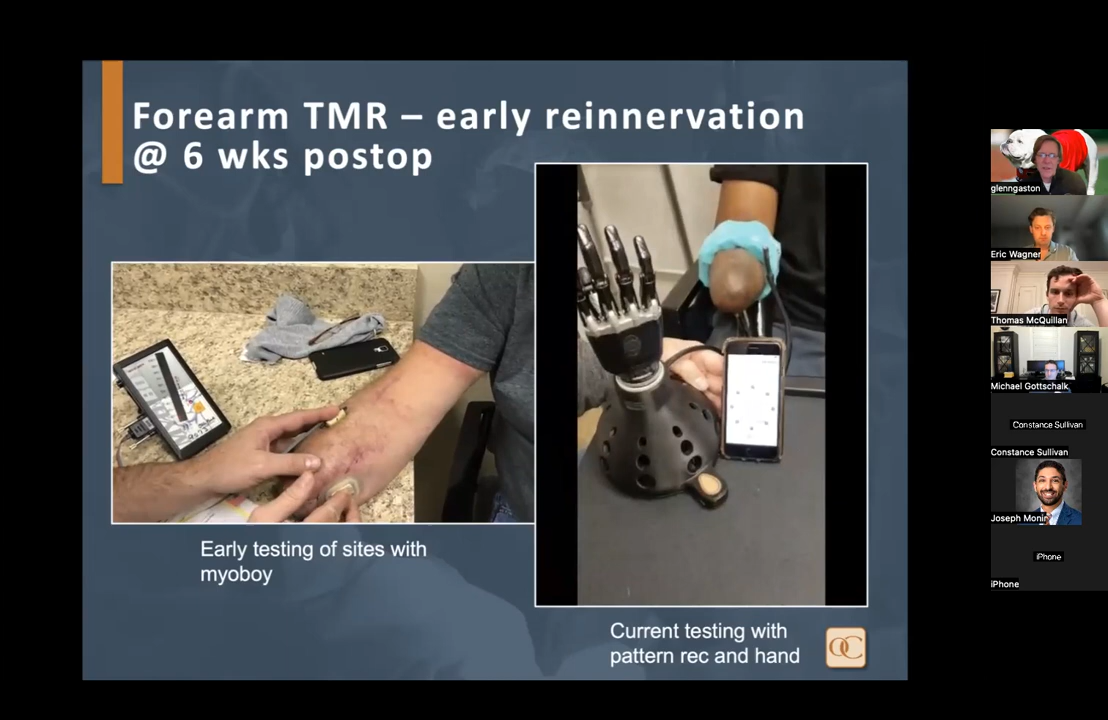 Forearm TMR – early reinnervation
@ 6 wks postop
Early testing of sites with
myoboy
Current testing with
pattern rec and hand
OC
glenngaston
Eric Wagner
Thomas McQuillan
Michael Gottschalk
Constance Sullivan
Constance Sullivan
Joseph Monir
iPhone
iPhone